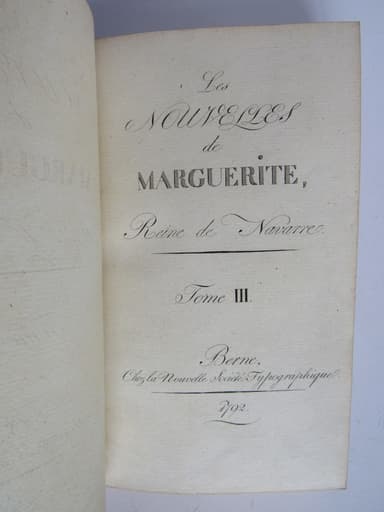 Les
NOUVELLES
de
MARGUERITE,
Reine de Navarre.
Tome III.
Berne,
Chez la Nouvelle Société Typographique
1792.